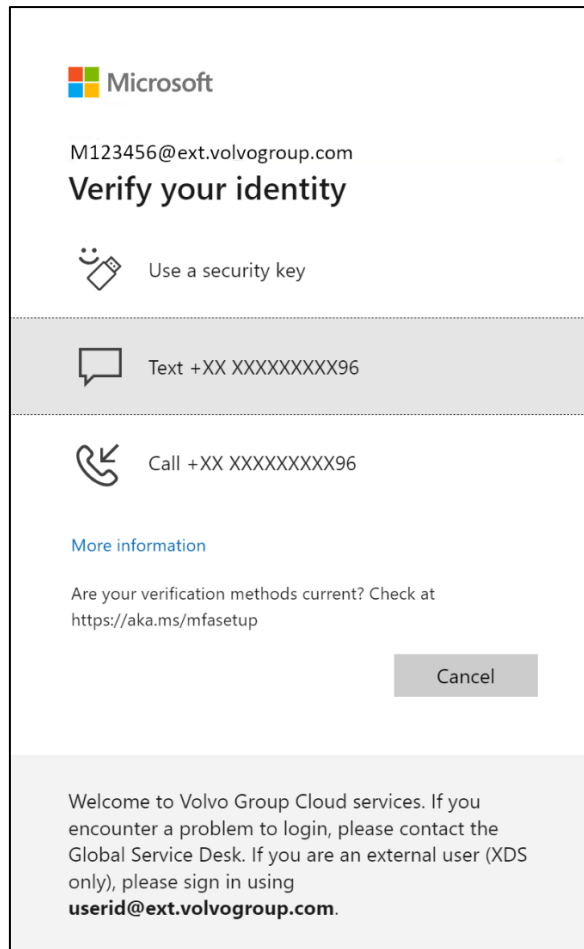 Microsoft
M123456@ext.volvogroup.com
Verify your identity
Use a security key
Text +XX XXXXXXXXX96
Call +XX XXXXXXXXX96
More information
Are your verification methods current? Check at
https://aka.ms/mfasetup
Cancel
Welcome to Volvo Group Cloud services. If you
encounter a problem to login, please contact the
Global Service Desk. If you are an external user (XDS
only), please sign in using
userid@ext.volvogroup.com.